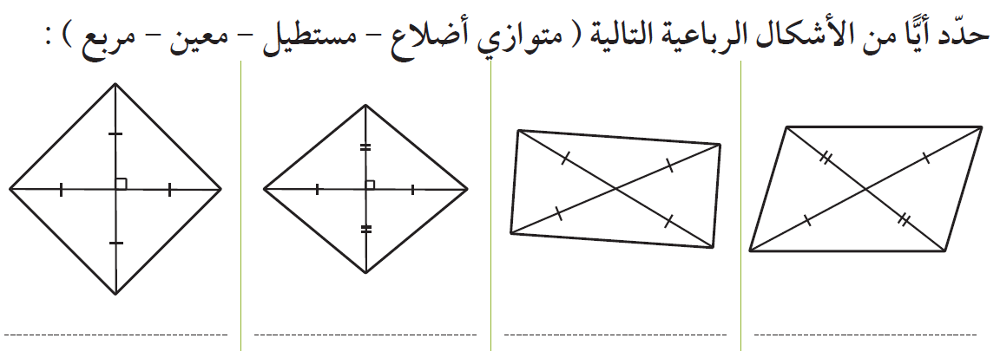 حدّد أيًّا من الأشكال الرباعية التالية ( متوازي أضلاع – مستطيل – معين – مربع ) :